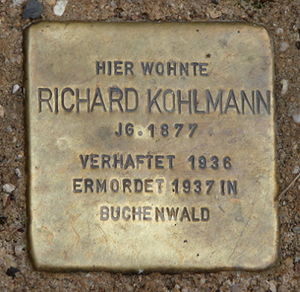 HIER WOHNTE
RICHARD KOHLMANN
JG. 1877
VERHAFTET 1936
ERMORDET 1937 IN
BUCHENWALD